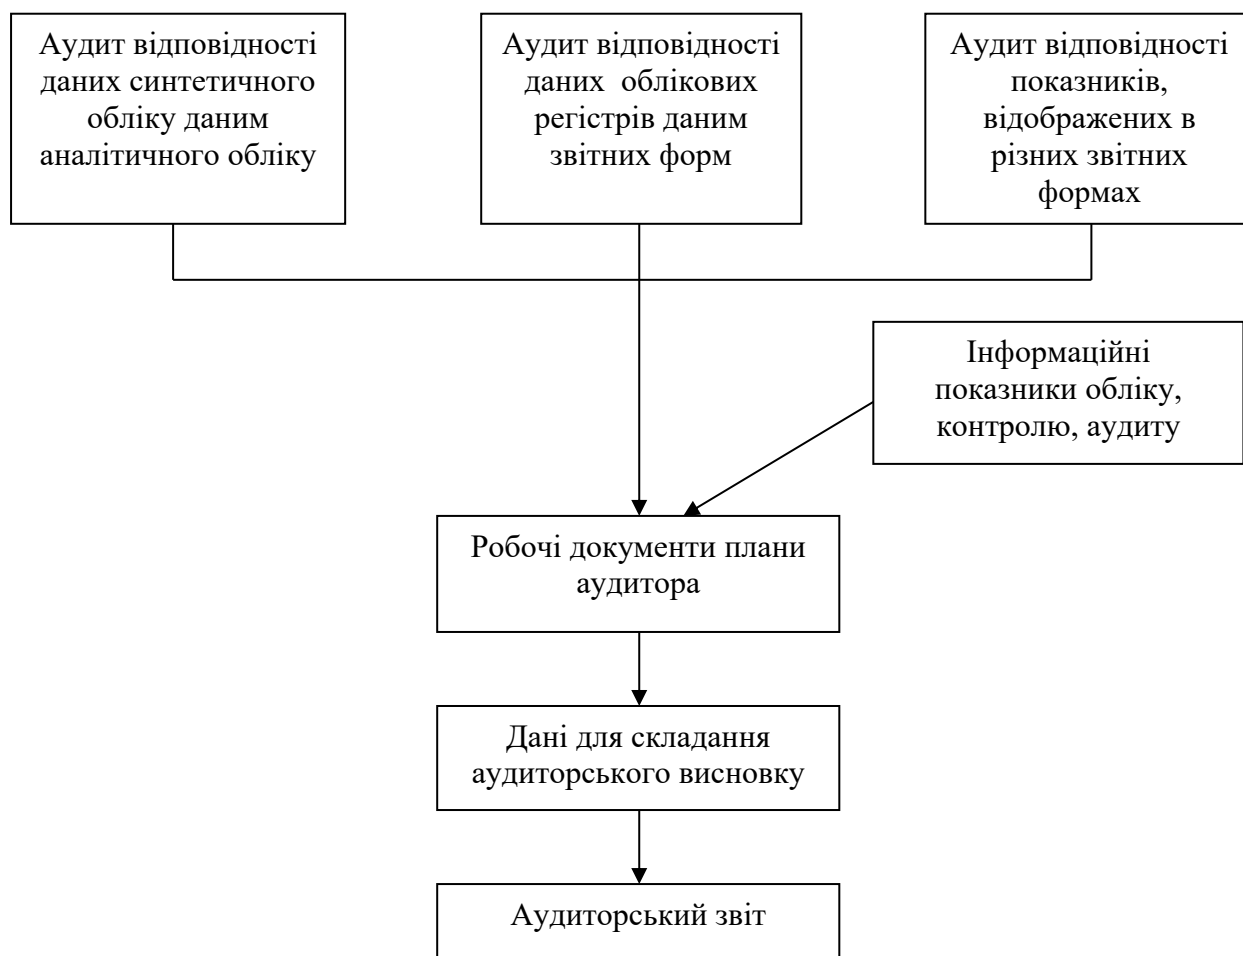 Аудит відповідності
даних синтетичного
обліку даним
аналітичного обліку
Аудит відповідності
даних облікових
регістрів даним
звітних форм
Аудит відповідності
показників,
відображених в
різних звітних
формах
Інформаційні
показники обліку,
контролю, аудиту
Робочі документи плани
аудитора
Дані для складання
аудиторського висновку
Аудиторський звіт